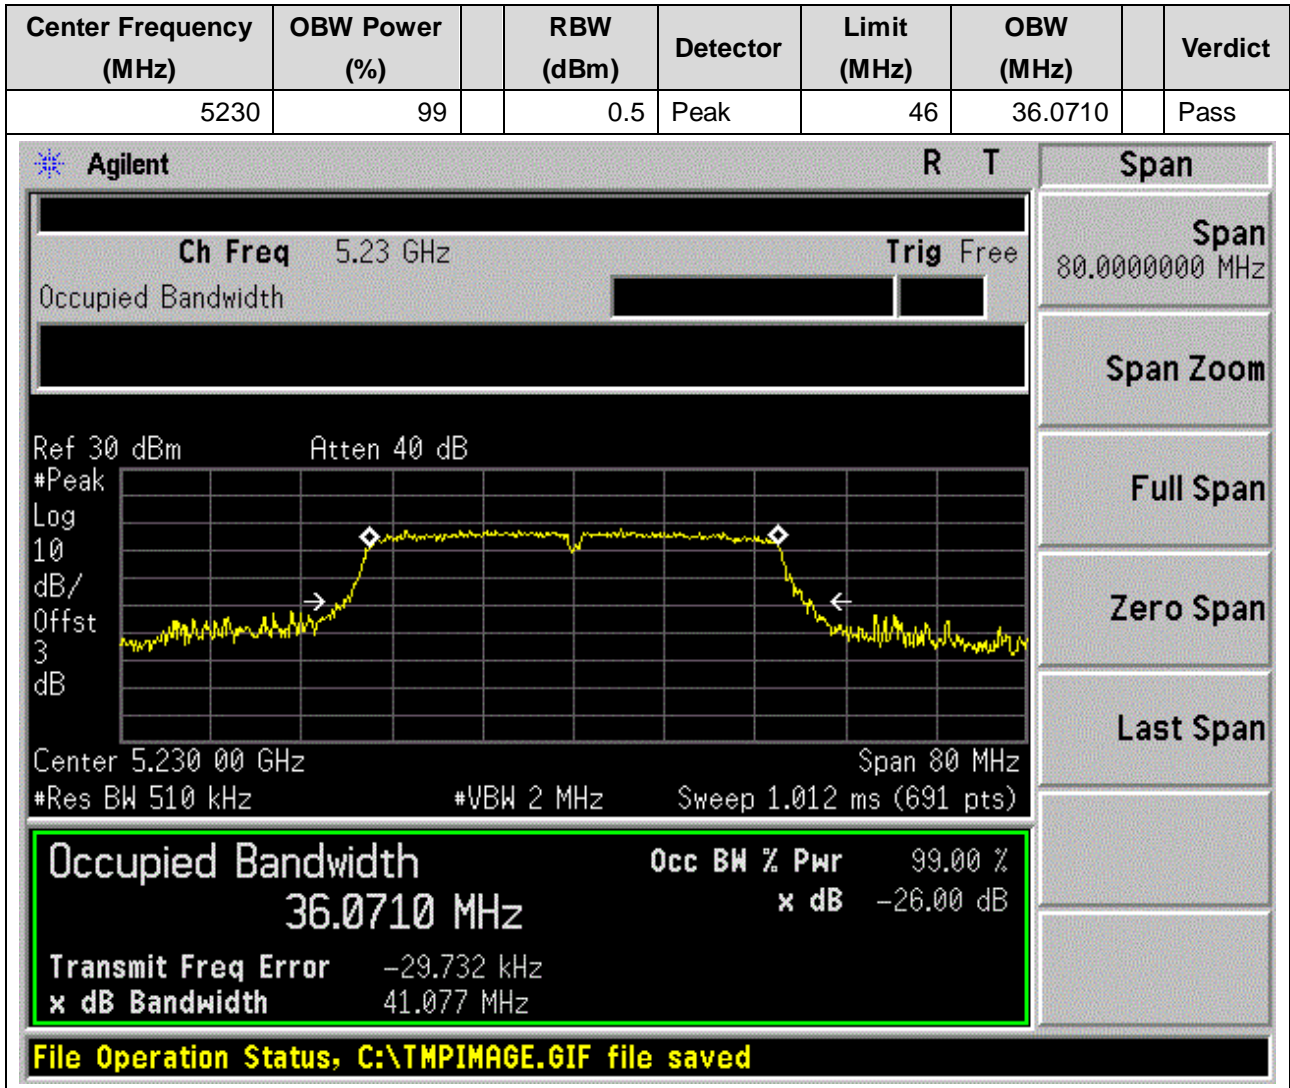 Center Frequency (MHz) OBW Power (%) RBW (dBm) Detector Limit (MHz) OBW (MHz) Verdict
5230 99 0.5 Peak 46 36.0710 Pass
Agilent R T Span
Ch Freq 5.23 GHz Trig Free
Span
80.0000000 MHz
Occupied Bandwidth
Span Zoom
Ref 30 dBm Atten 40 dB
#Peak
Log
10
dB/
Offst
3
dB
Full Span
Zero Span
Last Span
Center 5.230 00 GHz Span 80 MHz
#Res BW 510 kHz #VBW 2 MHz Sweep 1.012 ms (691 pts)
Occupied Bandwidth
36.0710 MHz
Occ BW % Pwr 99.00 %
x dB -26.00 dB
Transmit Freq Error -29.732 kHz
x dB Bandwidth 41.077 MHz
File Operation Status, C:\TMPIMAGE.GIF file saved